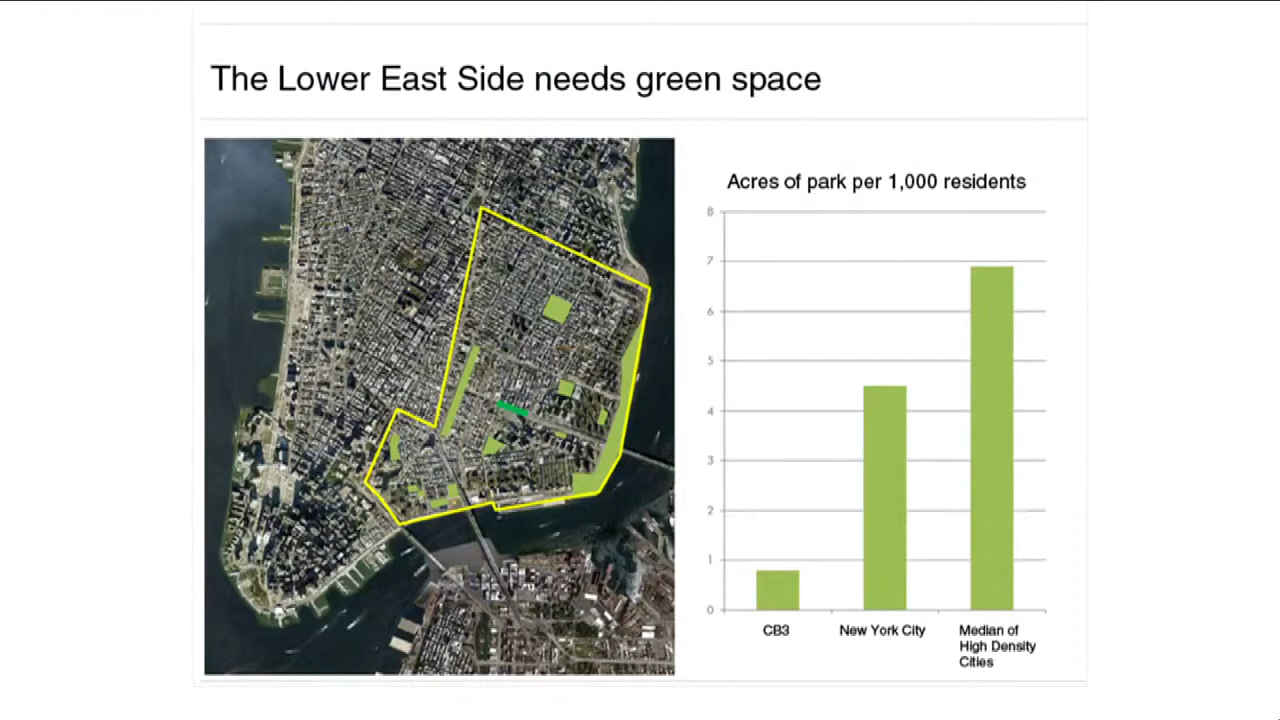 The Lower East Side needs green space
Acres of park per 1,000 residents
8
7
6
5
4
3
2
1
0
CB3
New York City
Median of
High Density
Cities